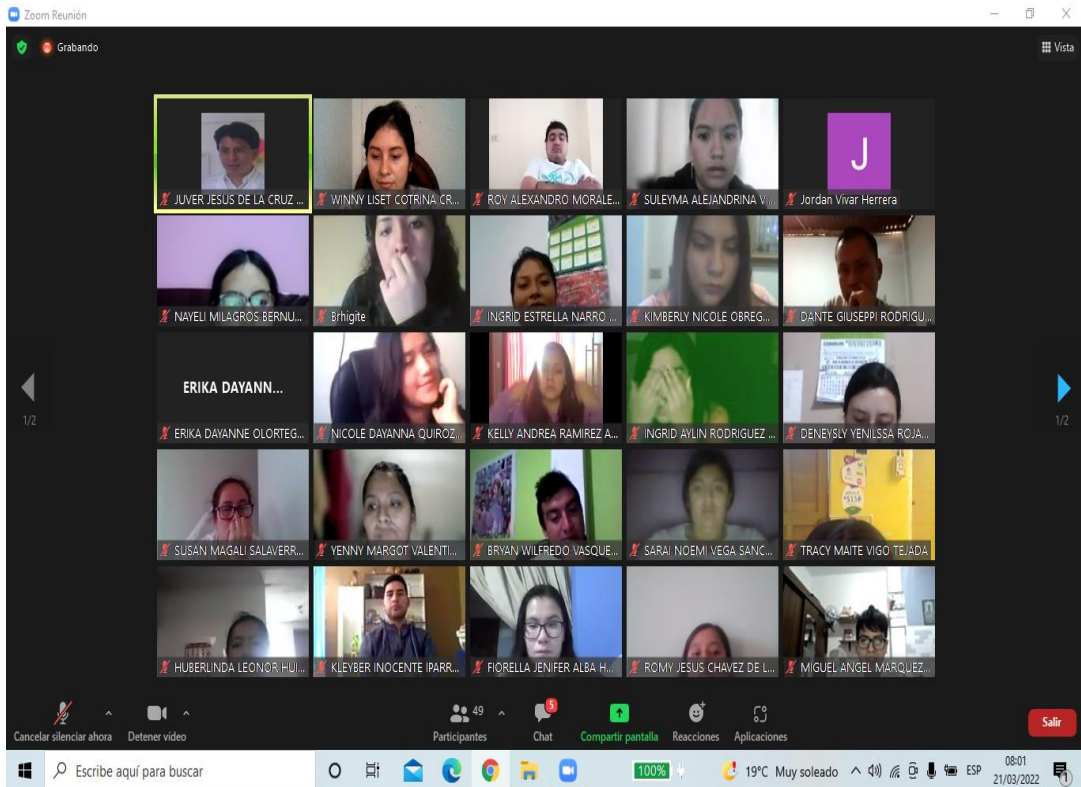 Zoom Reunión
Grabando
Vista
JUVER JESUS DE LA CRUZ ...
WINNY LISET COTRINA CR...
ROY ALEXANDRO MORALE...
SULEYMA ALEJANDRINA V...
J
Jordan Vivar Herrera
NAYELI MILAGROS BERNU...
Brhigite
INGRID ESTRELLA NARRO ...
KIMBERLY NICOLE OBREG...
DANTE GIUSEPPI RODRIGU...
ERIKA DAYANN...
ERIKA DAYANNE OLORTEG...
NICOLE DAYANNA QUIROZ...
KELLY ANDREA RAMIREZ A...
INGRID AYLIN RODRIGUEZ ...
DENEYSLY YENILSSA ROJA...
1/2
1/2
SUSAN MAGALI SALAVERR...
YENNY MARGOT VALENTI...
BRYAN WILFREDO VASQUE...
SARAI NOEMI VEGA SANC...
TRACY MAITE VIGO TEJADA
HUBERLINDA LEONOR HUI...
KLEYBER INOCENTE IPARR...
FIORELLA JENIFER ALBA H...
ROMY JESUS CHAVEZ DE L...
MIGUEL ANGEL MARQUEZ...
Cancelar silenciar ahora
Detener video
49
Participantes
5
Chat
Compartir pantalla
Reacciones
Aplicaciones
Salir
Escribe aquí para buscar
100%
19°C Muy soleado
ESP
08:01
21/03/2022
1